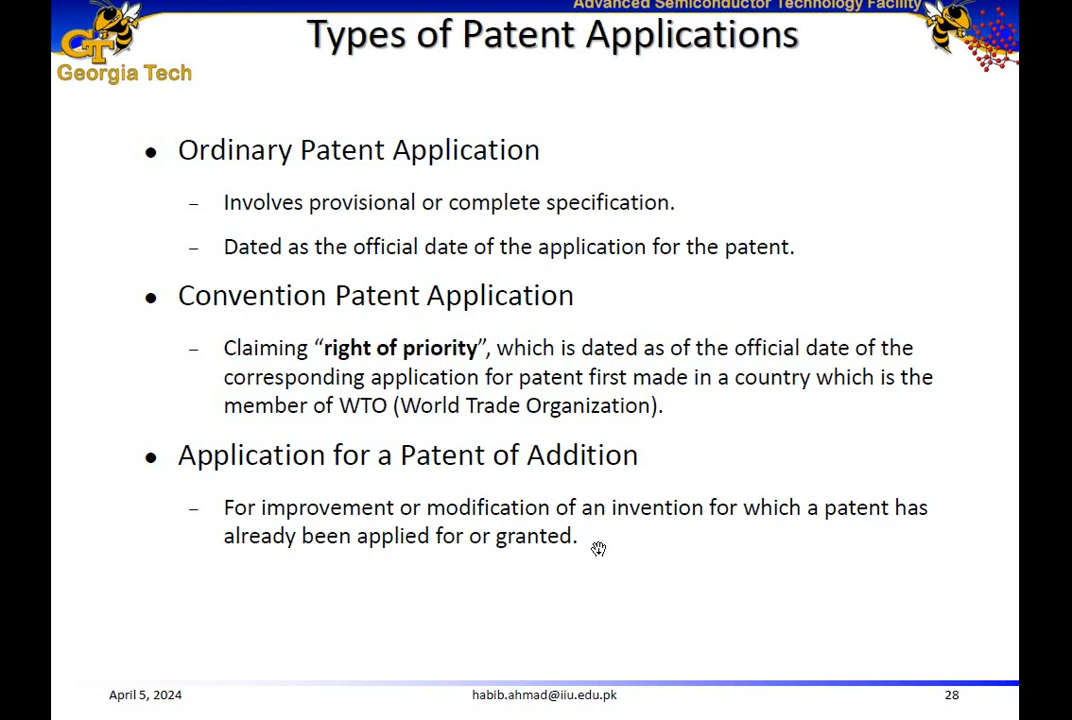 Advanced Semiconductor Technology Facility
Types of Patent Applications
GT
Georgia Tech
• Ordinary Patent Application
– Involves provisional or complete specification.
– Dated as the official date of the application for the patent.
• Convention Patent Application
– Claiming “right of priority”, which is dated as of the official date of the
corresponding application for patent first made in a country which is the
member of WTO (World Trade Organization).
• Application for a Patent of Addition
– For improvement or modification of an invention for which a patent has
already been applied for or granted.
April 5, 2024
habib.ahmad@iiu.edu.pk
28